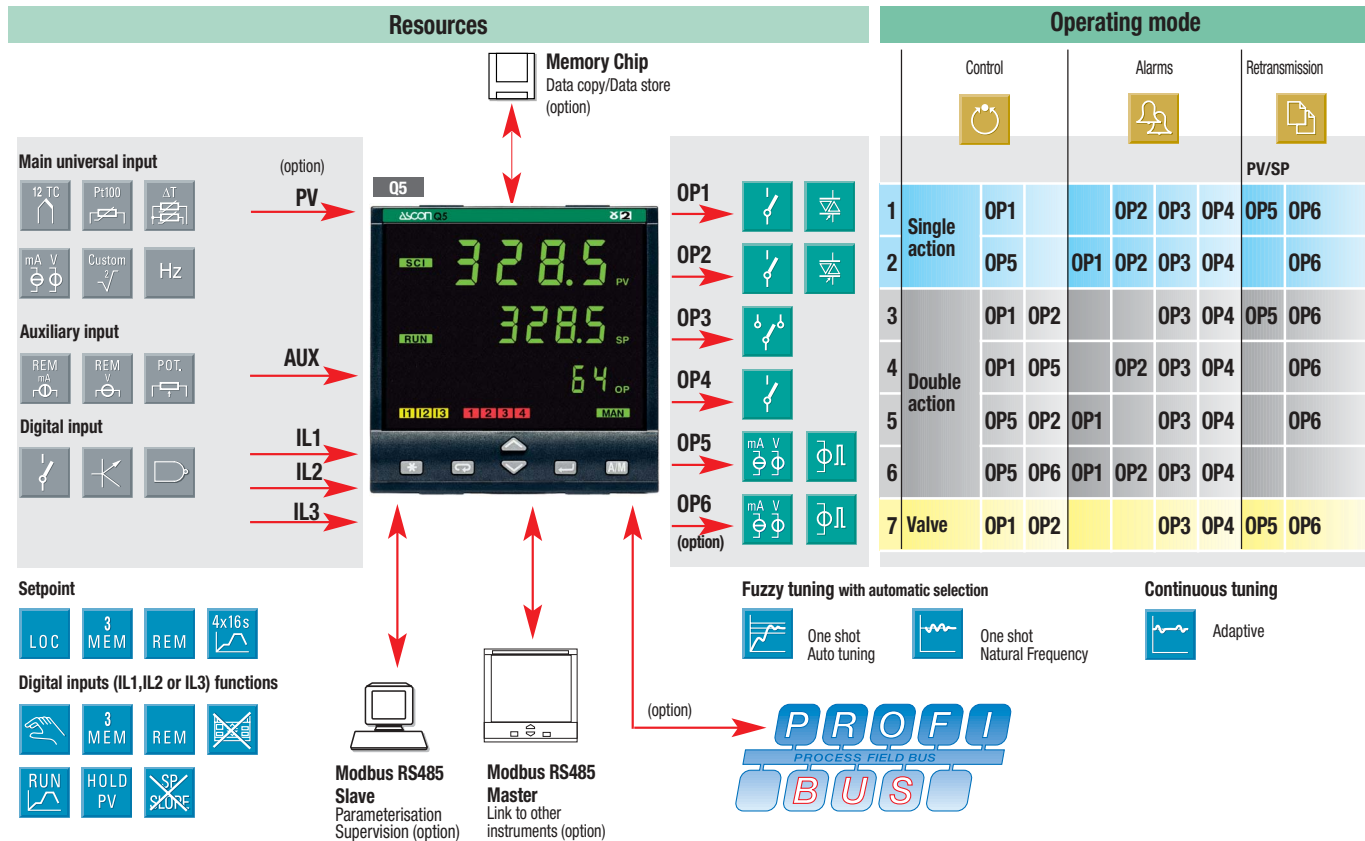 Resources
Operating mode
Memory Chip
Data copy/Data store
(option)
Control
Alarms
Retransmission
PV/SP
Main universal input
12 TC
Pt100
ΔT
mA V
Custom
2√
Hz
(option)
PV
Auxiliary input
REM
mA
REM
V
POT.
AUX
Digital input
IL1
IL2
IL3
Q5
ASCON Q5
2
SCI
328.5 PV
RUN
328.5 SP
64 OP
I1 I2 I3
1 2 3 4
MAN
A/M
OP1
OP2
OP3
OP4
OP5
mA V
OP6
(option)
mA V
1 Single action OP1 OP2 OP3 OP4 OP5 OP6
2 OP5 OP1 OP2 OP3 OP4 OP6
3 OP1 OP2 OP3 OP4 OP5 OP6
4 Double action OP1 OP5 OP2 OP3 OP4 OP6
5 OP5 OP2 OP1 OP3 OP4 OP6
6 OP5 OP6 OP1 OP2 OP3 OP4
7 Valve OP1 OP2 OP3 OP4 OP5 OP6
Setpoint
LOC
3
MEM
REM
4x16s
Digital inputs (IL1,IL2 or IL3) functions
3
MEM
REM
RUN
HOLD
PV
SP
SLOPE
Modbus RS485
Slave
Parameterisation
Supervision (option)
Modbus RS485
Master
Link to other
instruments (option)
Fuzzy tuning with automatic selection
One shot
Auto tuning
One shot
Natural Frequency
Continuous tuning
Adaptive
(option)
PROFI
PROCESS FIELD BUS
BUS